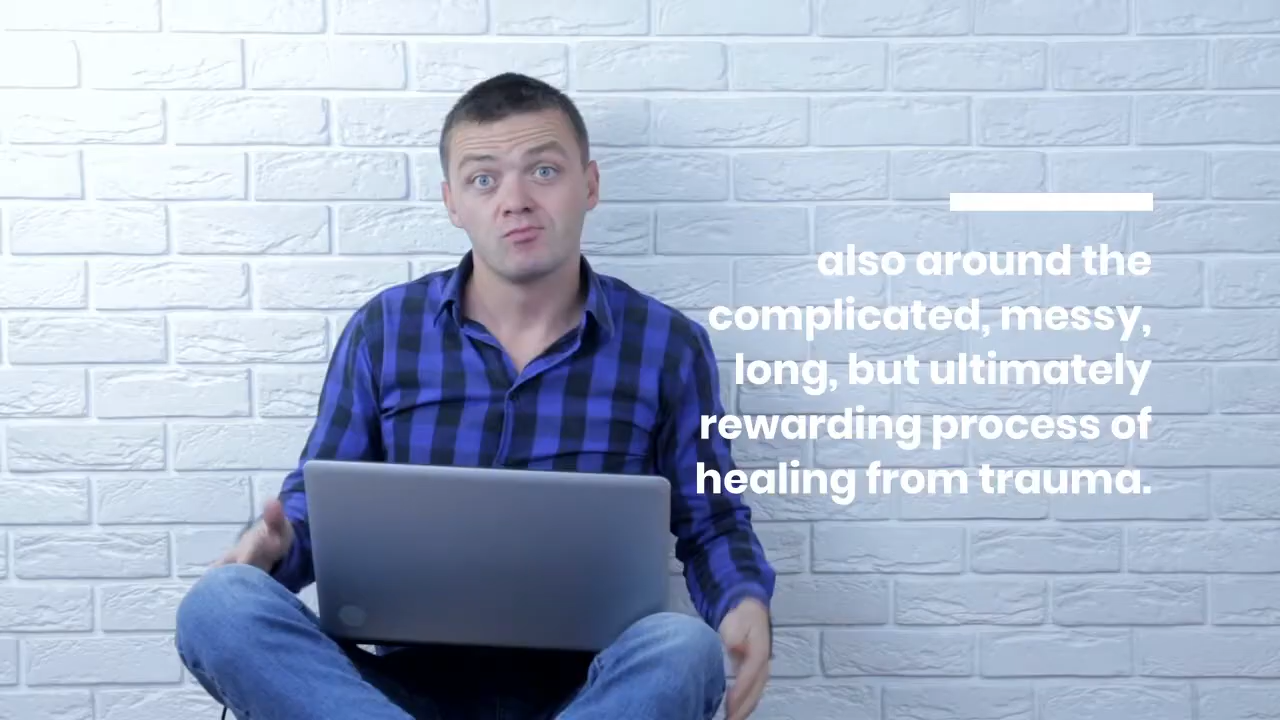 also around the
complicated, messy,
long, but ultimately
rewarding process of
healing from trauma.